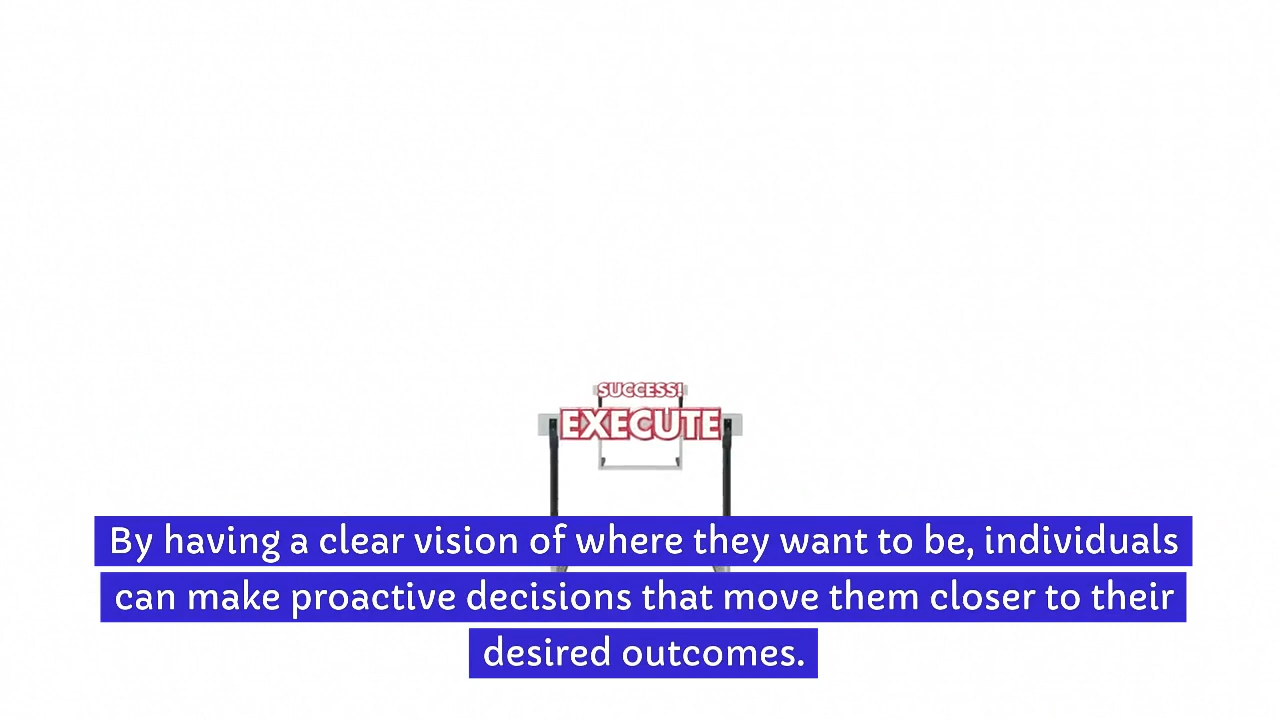 SUCCESS!
EXECUTE
By having a clear vision of where they want to be, individuals
can make proactive decisions that move them closer to their
desired outcomes.